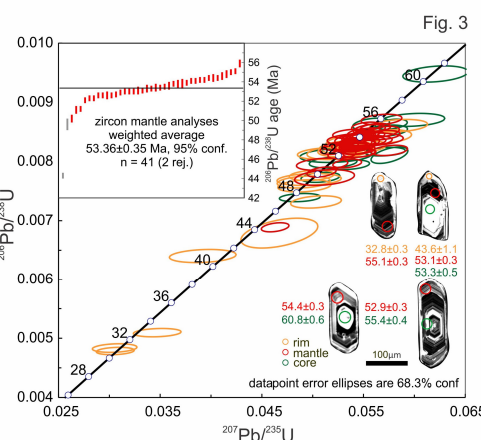 Fig. 3
0.010
0.009
0.008
0.007
0.006
0.005
0.004
206Pb/238U
56
54
52
50
48
46
44
42
206Pb/238U age (Ma)
zircon mantle analyses
weighted average
53.36±0.35 Ma, 95% conf.
n = 41 (2 rej.)
60
56
52
48
44
40
36
32
28
32.8±0.3
55.1±0.3
43.6±1.1
53.1±0.3
53.3±0.5
54.4±0.3
60.8±0.6
52.9±0.3
55.4±0.4
rim
mantle
core
100µm
datapoint error ellipses are 68.3% conf
0.025
0.035
0.045
0.055
0.065
207Pb/235U